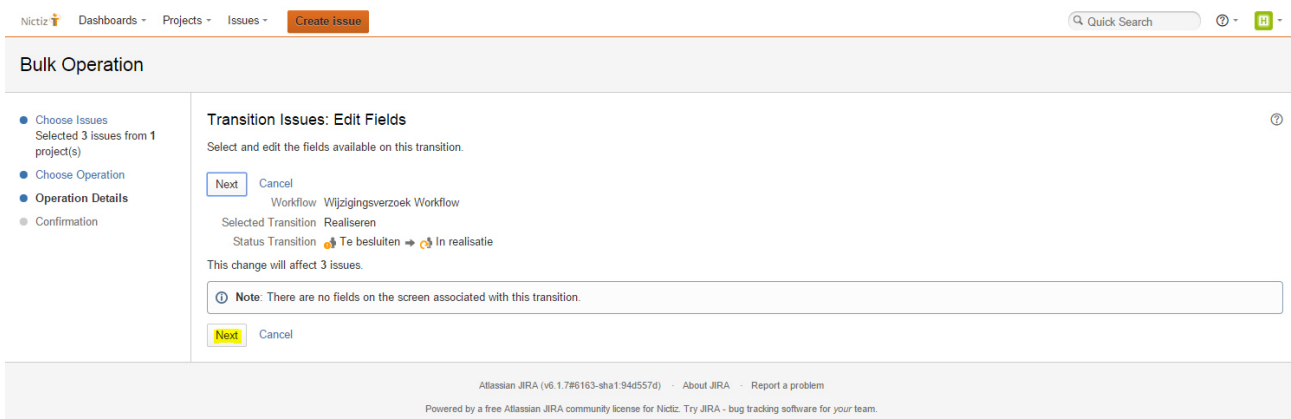 Nictiz Dashboards Projects Issues Create issue Quick Search
Bulk Operation
Choose Issues
Selected 3 issues from 1
project(s)
Choose Operation
Operation Details
Confirmation
Transition Issues: Edit Fields
Select and edit the fields available on this transition.
Next Cancel
Workflow Wijzigingsverzoek Workflow
Selected Transition Realiseren
Status Transition Te besluiten ➔ In realisatie
This change will affect 3 issues.
Note: There are no fields on the screen associated with this transition.
Next Cancel
Atlassian JIRA (v6.1.7#6163-sha1:94d557d) · About JIRA · Report a problem
Powered by a free Atlassian JIRA community license for Nictiz. Try JIRA - bug tracking software for your team.